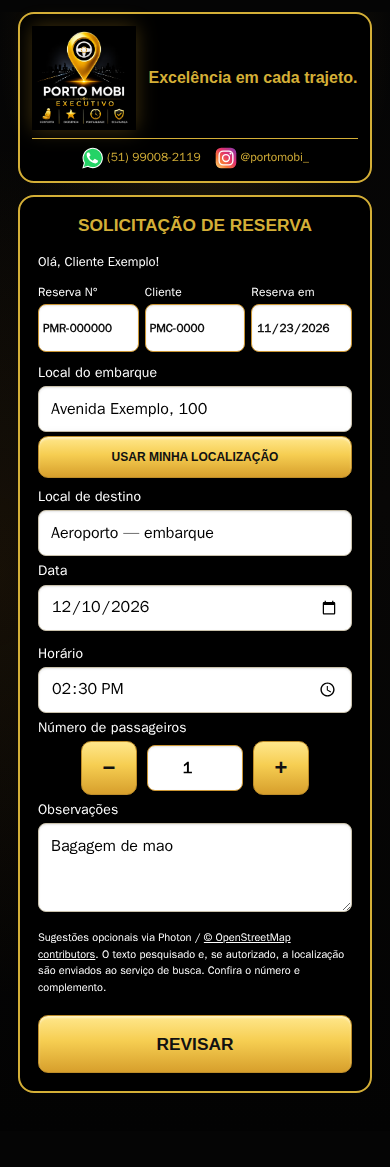 PORTO MOBI
EXECUTIVO
Excelência em cada trajeto.
(51) 99008-2119 @portomobi_
SOLICITAÇÃO DE RESERVA
Olá, Cliente Exemplo!
Reserva Nº Cliente Reserva em
PMR-000000 PMC-0000 11/23/2026
Local do embarque
Avenida Exemplo, 100
USAR MINHA LOCALIZAÇÃO
Local de destino
Aeroporto — embarque
Data
12/10/2026
Horário
02:30 PM
Número de passageiros
− 1 +
Observações
Bagagem de mao
Sugestões opcionais via Photon / © OpenStreetMap
contributors. O texto pesquisado e, se autorizado, a localização
são enviados ao serviço de busca. Confira o número e
complemento.
REVISAR